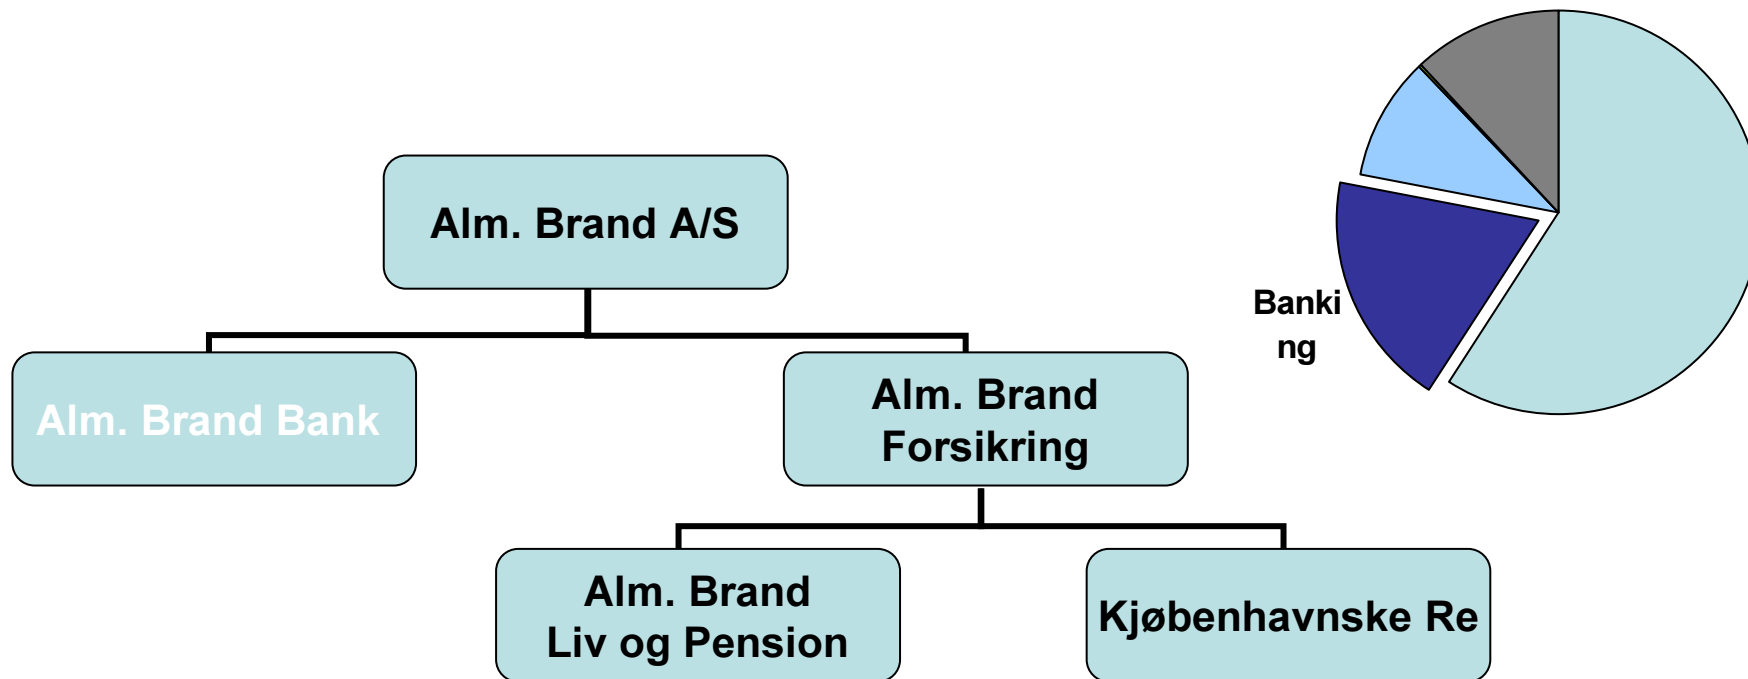 Alm. Brand A/S
Banki
ng
Alm. Brand Bank
Alm. Brand
Forsikring
Alm. Brand
Liv og Pension
Kjøbenhavnske Re